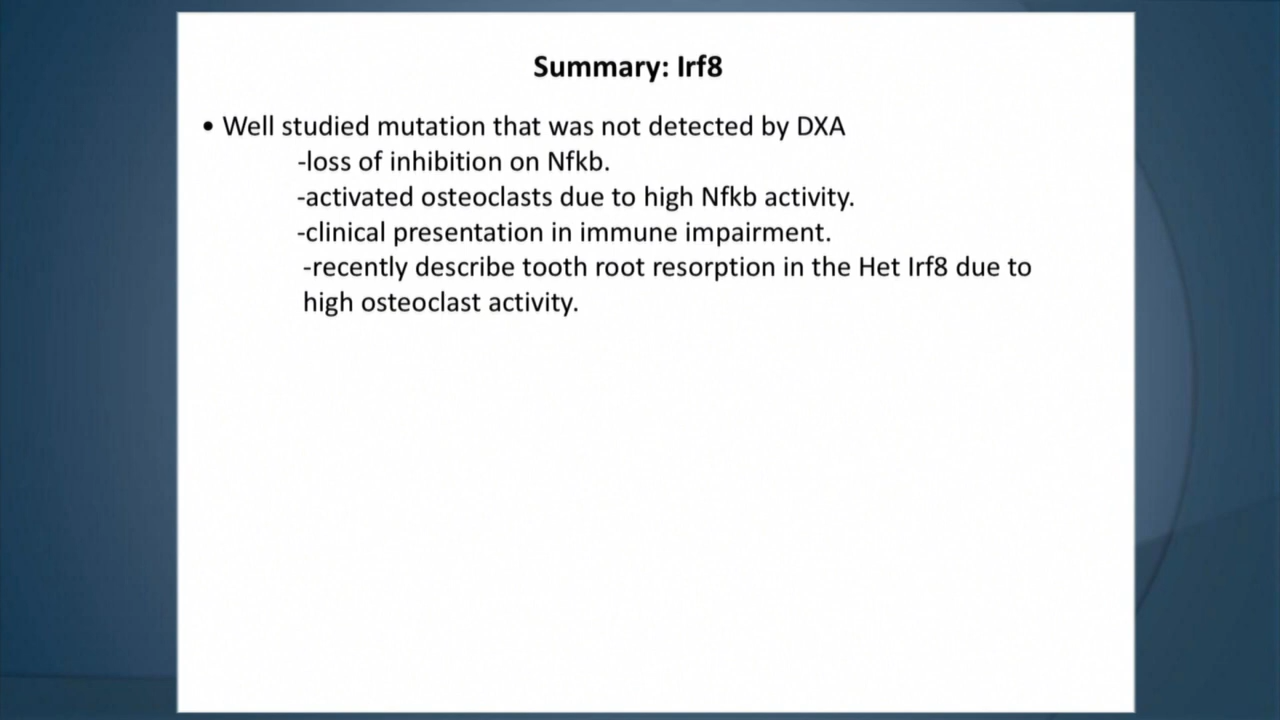 Summary: Irf8
• Well studied mutation that was not detected by DXA
-loss of inhibition on Nfkb.
-activated osteoclasts due to high Nfkb activity.
-clinical presentation in immune impairment.
-recently describe tooth root resorption in the Het Irf8 due to
high osteoclast activity.